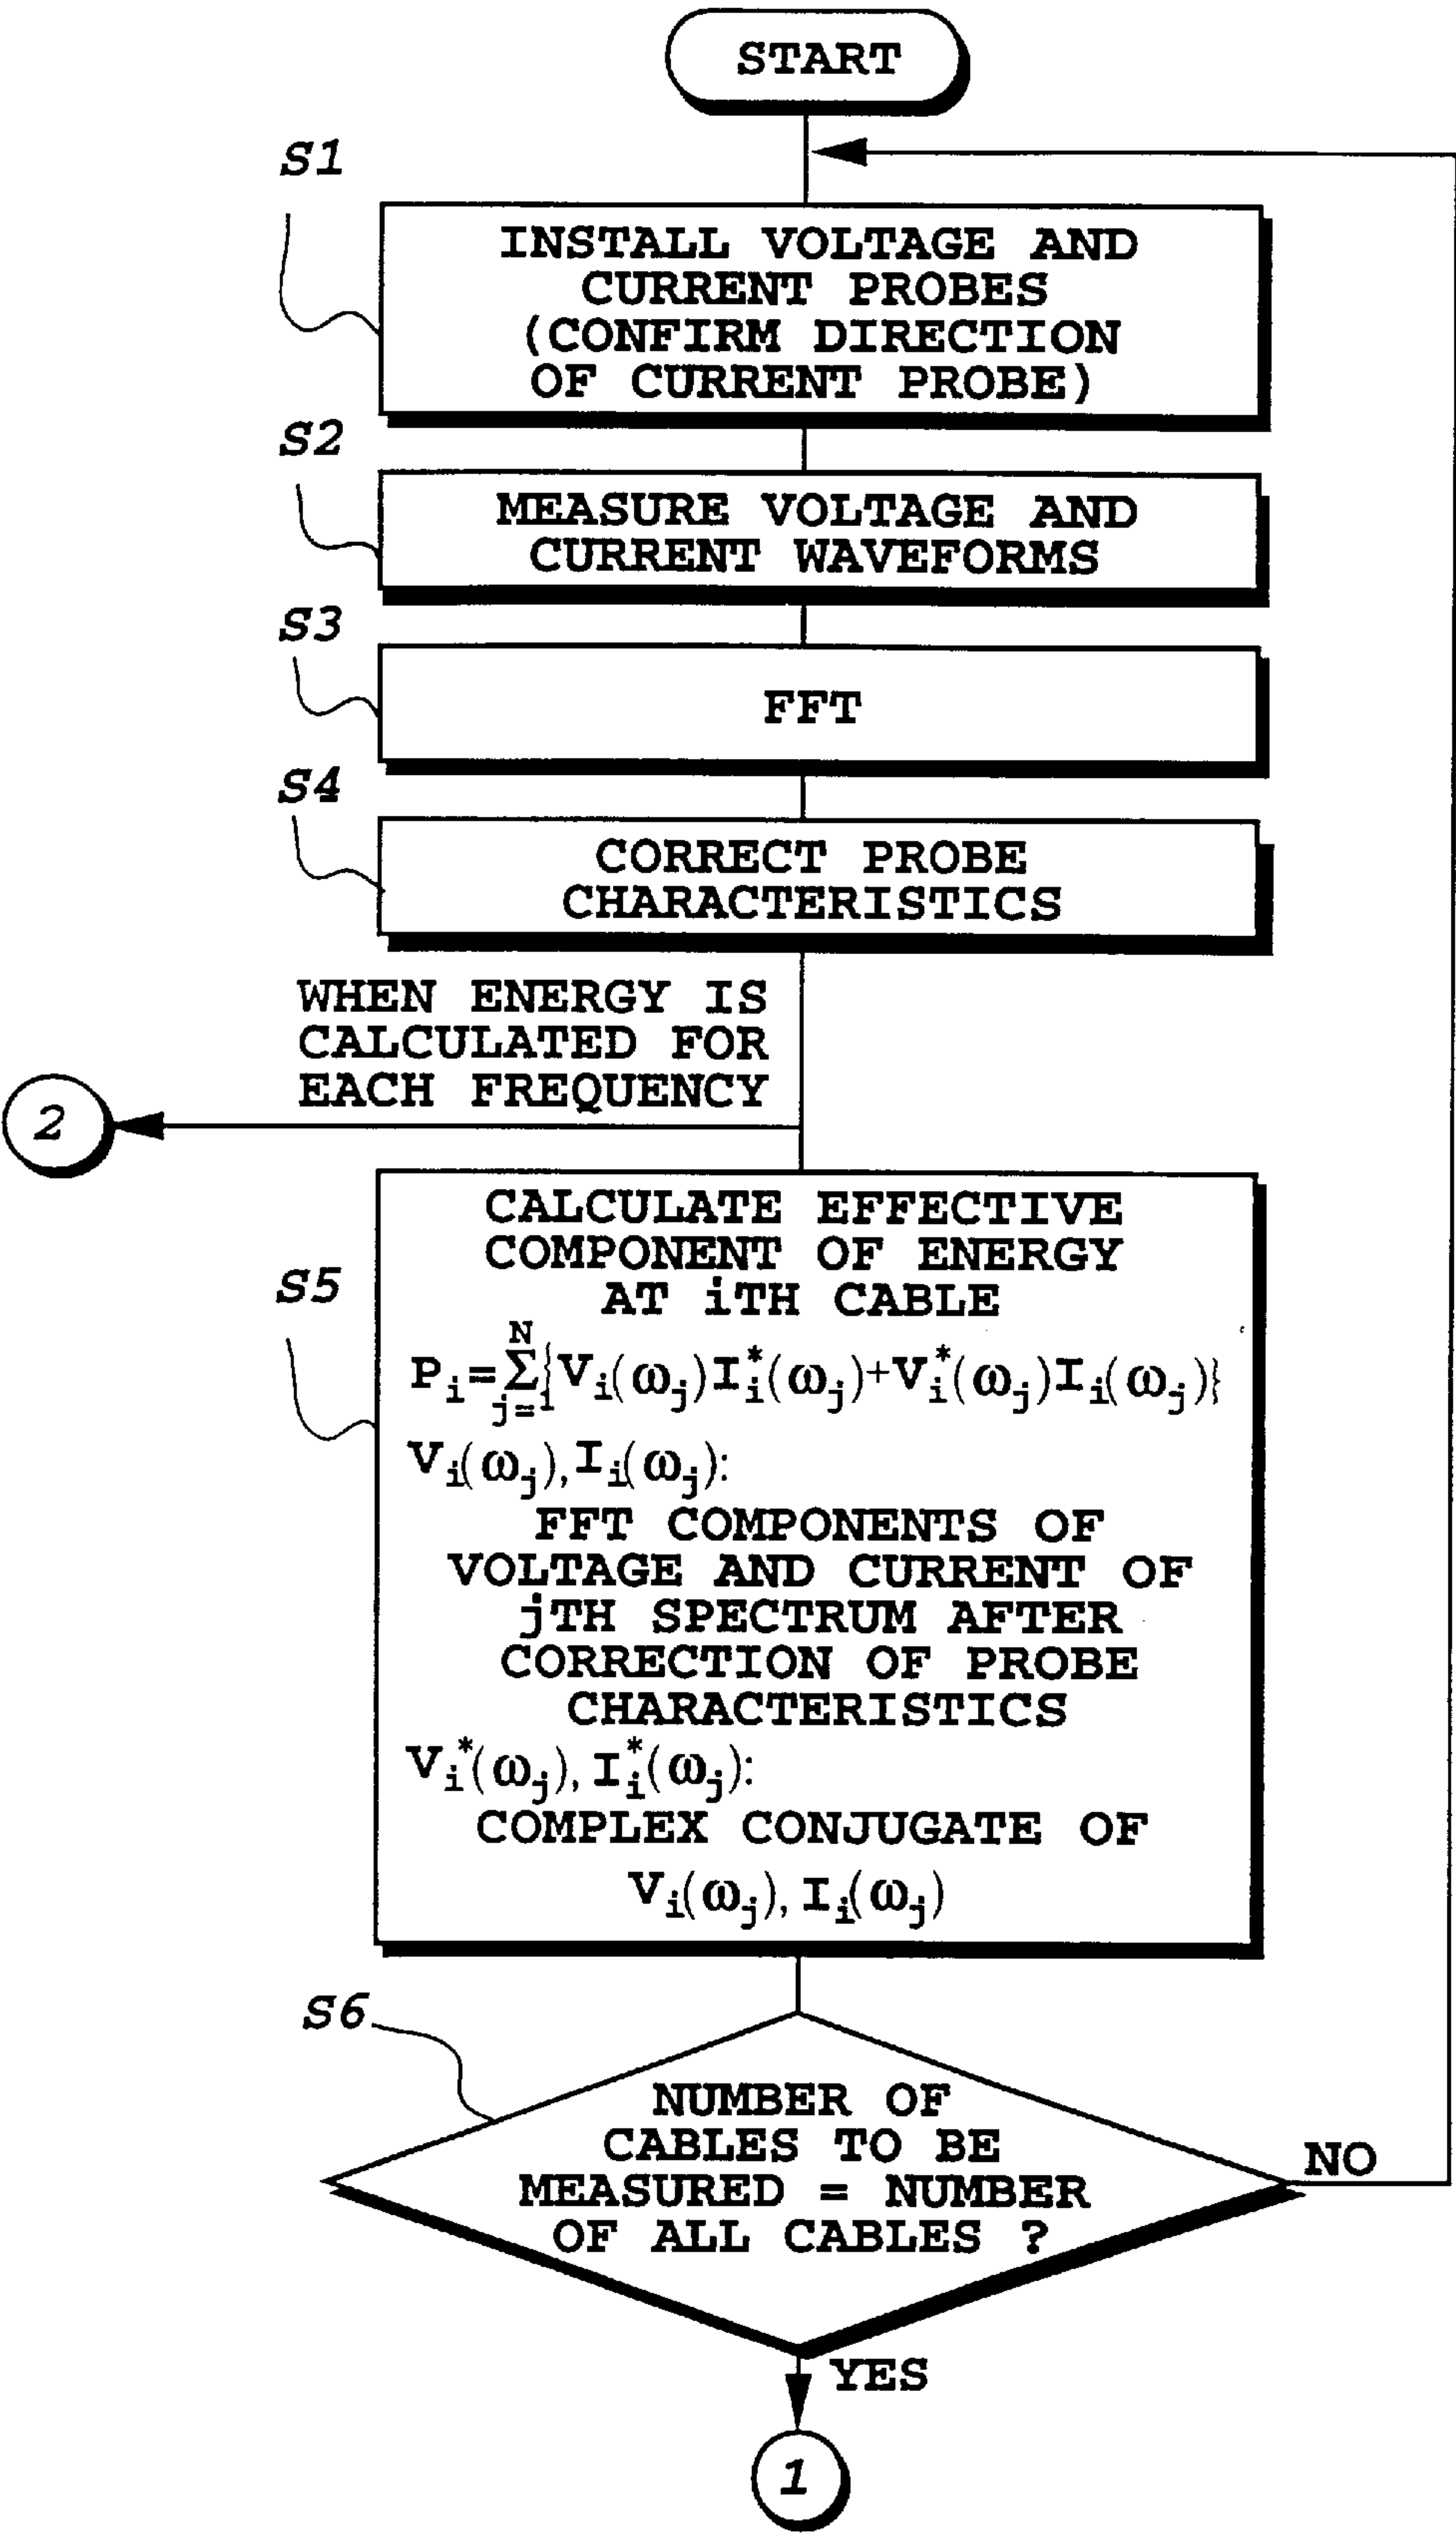 START
S1
INSTALL VOLTAGE AND
CURRENT PROBES
(CONFIRM DIRECTION
OF CURRENT PROBE)
S2
MEASURE VOLTAGE AND
CURRENT WAVEFORMS
S3
FFT
S4
CORRECT PROBE
CHARACTERISTICS
WHEN ENERGY IS
CALCULATED FOR
EACH FREQUENCY
2
S5
CALCULATE EFFECTIVE
COMPONENT OF ENERGY
AT iTH CABLE
P_i=Σ_{j=1}^{N}{V_i(ω_j)I_i^*(ω_j)+V_i^*(ω_j)I_i(ω_j)}
V_i(ω_j),I_i(ω_j):
FFT COMPONENTS OF
VOLTAGE AND CURRENT OF
jTH SPECTRUM AFTER
CORRECTION OF PROBE
CHARACTERISTICS
V_i^*(ω_j),I_i^*(ω_j):
COMPLEX CONJUGATE OF
V_i(ω_j),I_i(ω_j)
S6
NUMBER OF
CABLES TO BE
MEASURED = NUMBER
OF ALL CABLES ?
NO
YES
1